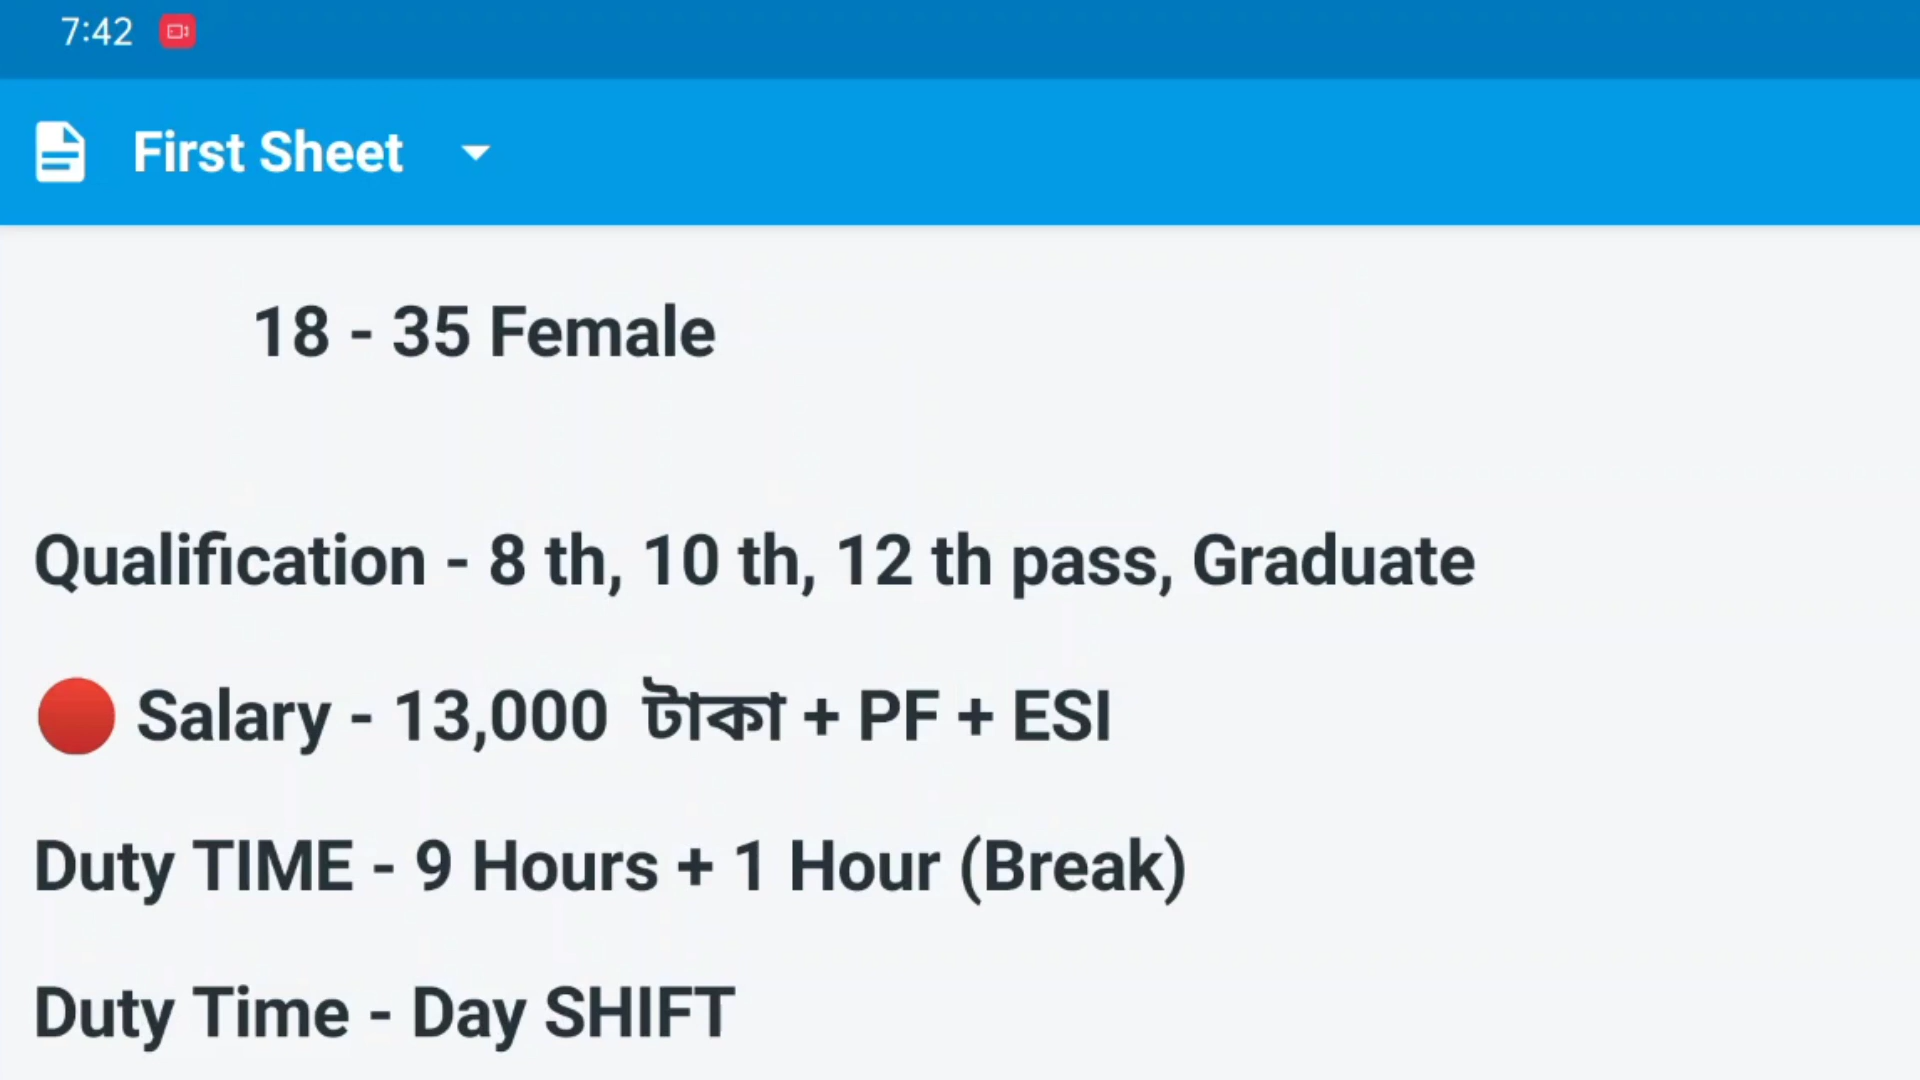 7:42
First Sheet
18 - 35 Female
Qualification - 8 th, 10 th, 12 th pass, Graduate
Salary - 13,000 টাকা + PF + ESI
Duty TIME - 9 Hours + 1 Hour (Break)
Duty Time - Day SHIFT